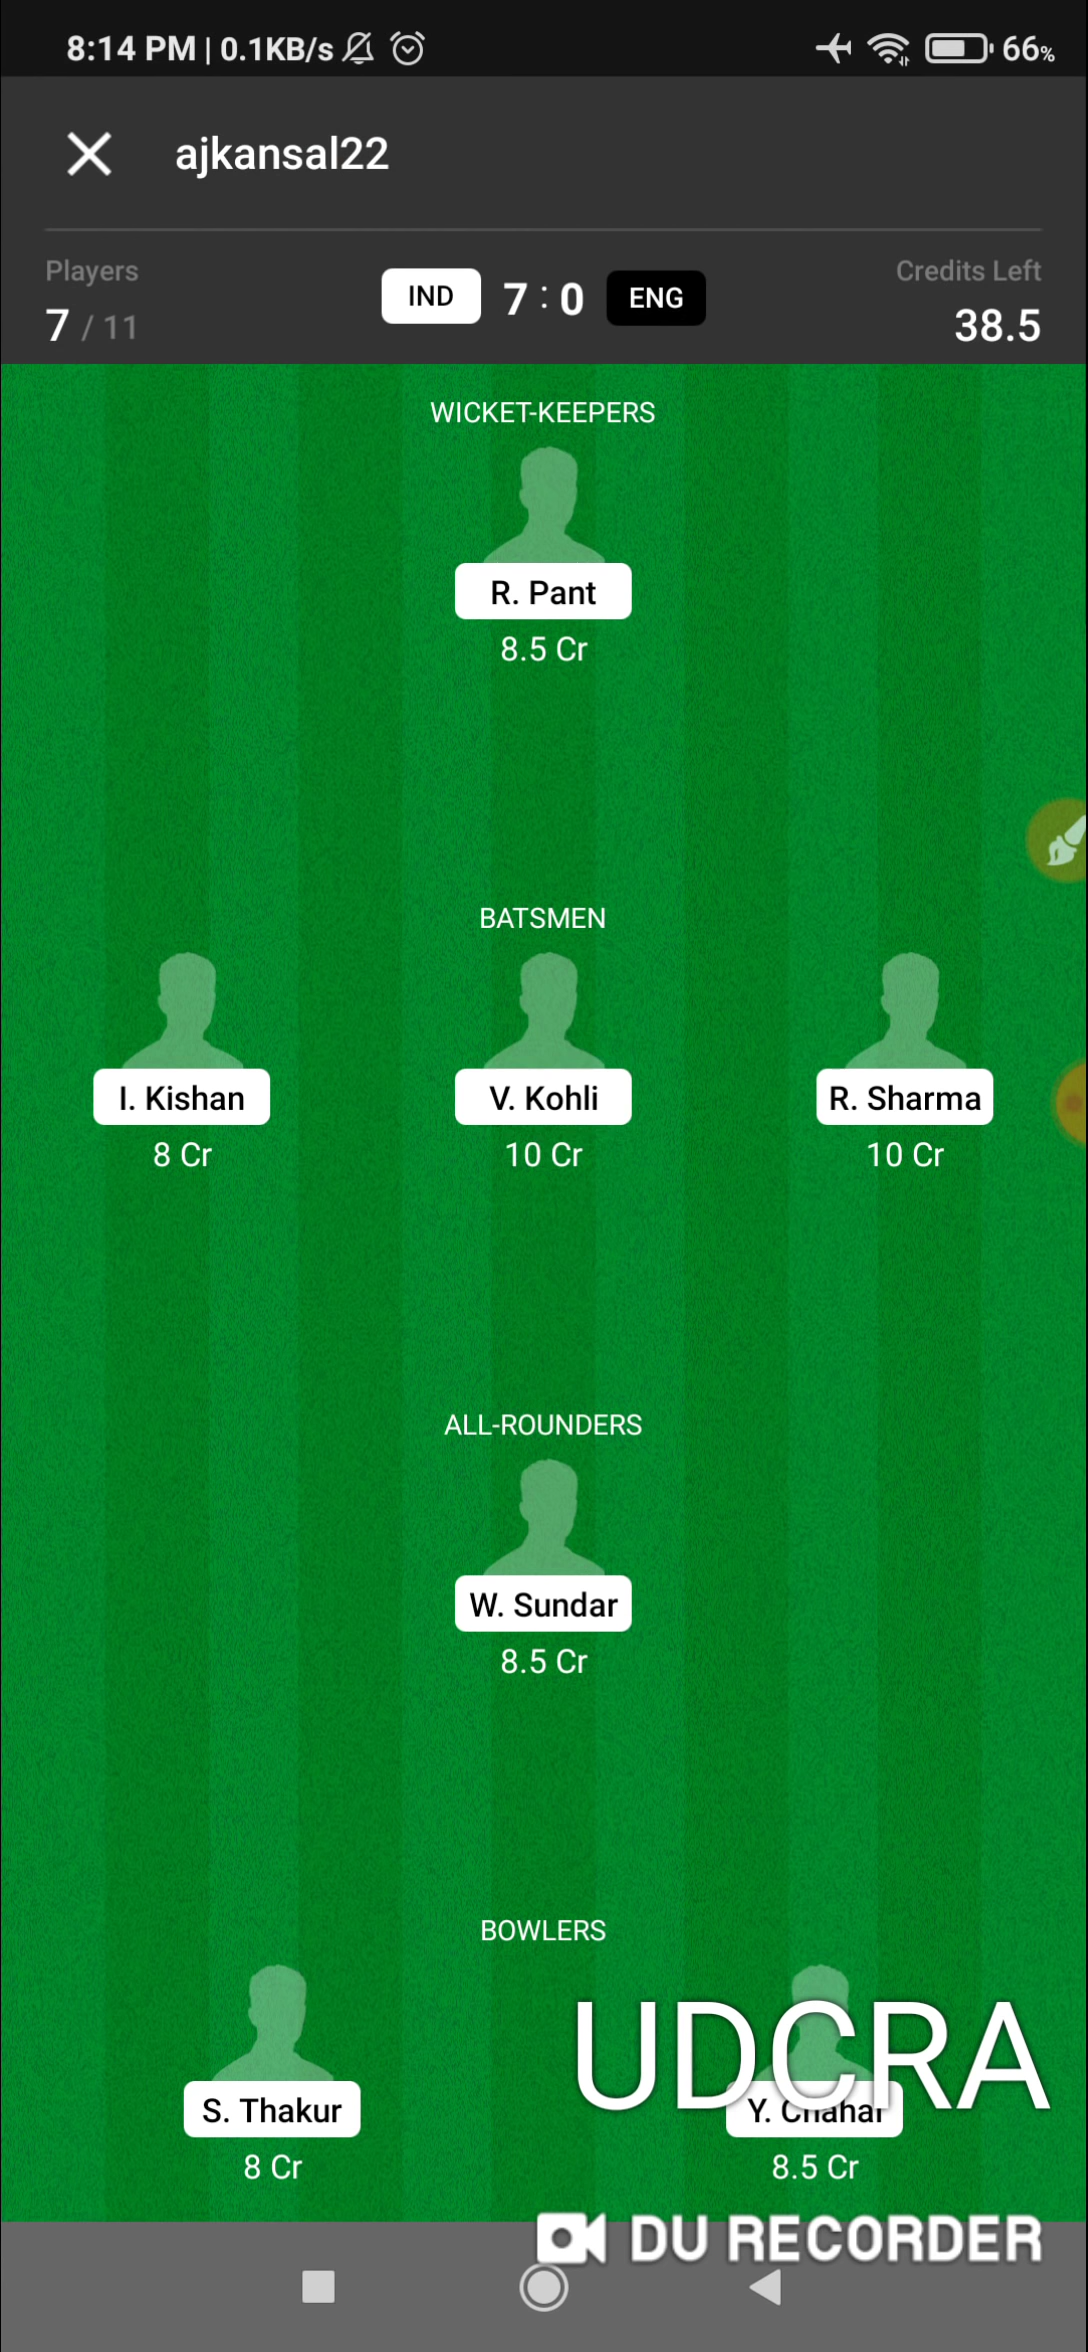 8:14 PM | 0.1KB/s 66%
ajkansal22
Players Credits Left
7 / 11 IND 7 : 0 ENG 38.5
WICKET-KEEPERS
R. Pant
8.5 Cr
BATSMEN
I. Kishan V. Kohli R. Sharma
8 Cr 10 Cr 10 Cr
ALL-ROUNDERS
W. Sundar
8.5 Cr
BOWLERS
UDCRA
S. Thakur Y. Chahar
8 Cr 8.5 Cr
DU RECORDER